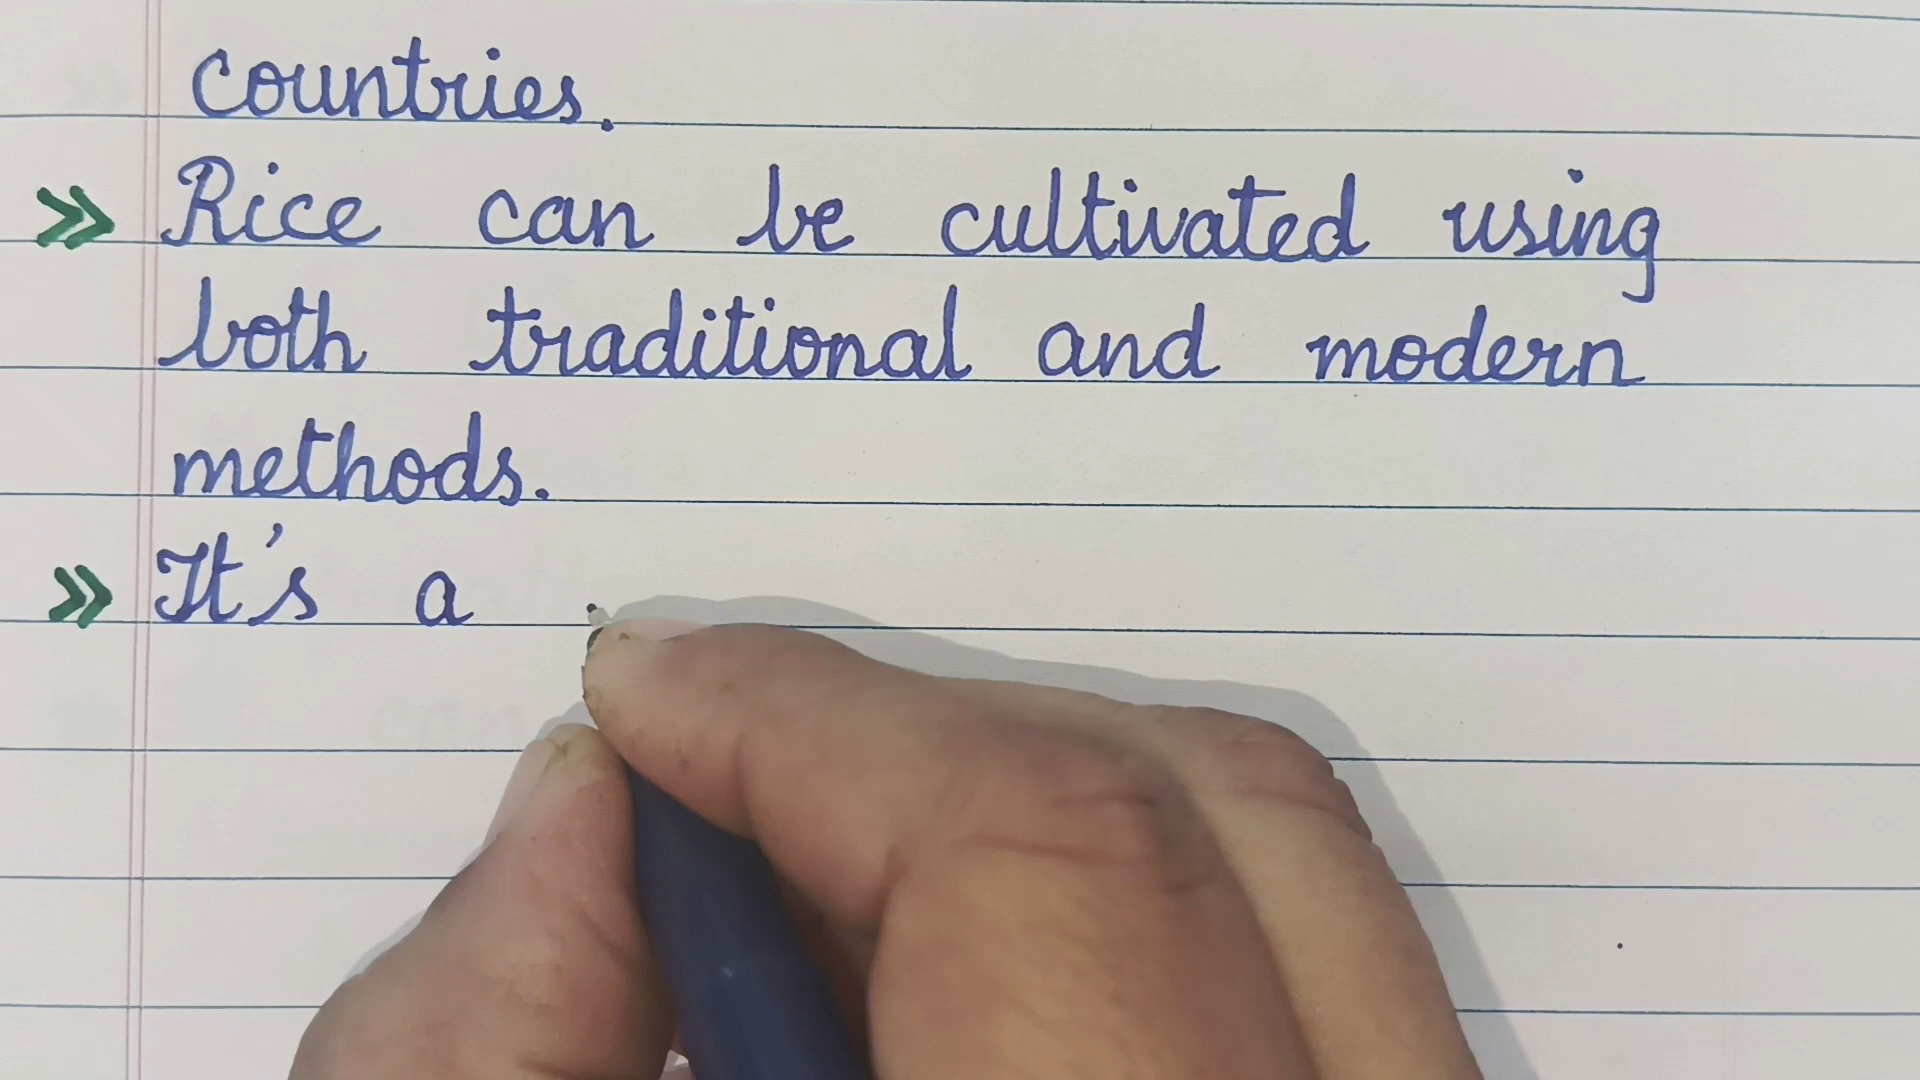 countries.
» Rice can be cultivated using
both traditional and modern
methods.
» It's a